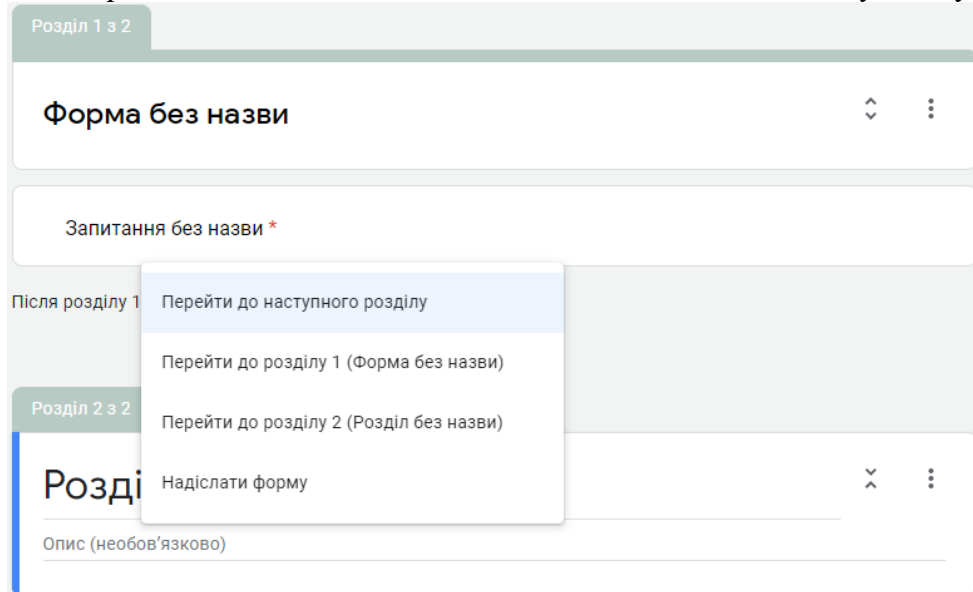 Розділ 1 з 2
Форма без назви
Запитання без назви *
Після розділу 1
Перейти до наступного розділу
Перейти до розділу 1 (Форма без назви)
Розділ 2 з 2
Перейти до розділу 2 (Розділ без назви)
Розді
Надіслати форму
Опис (необов’язково)